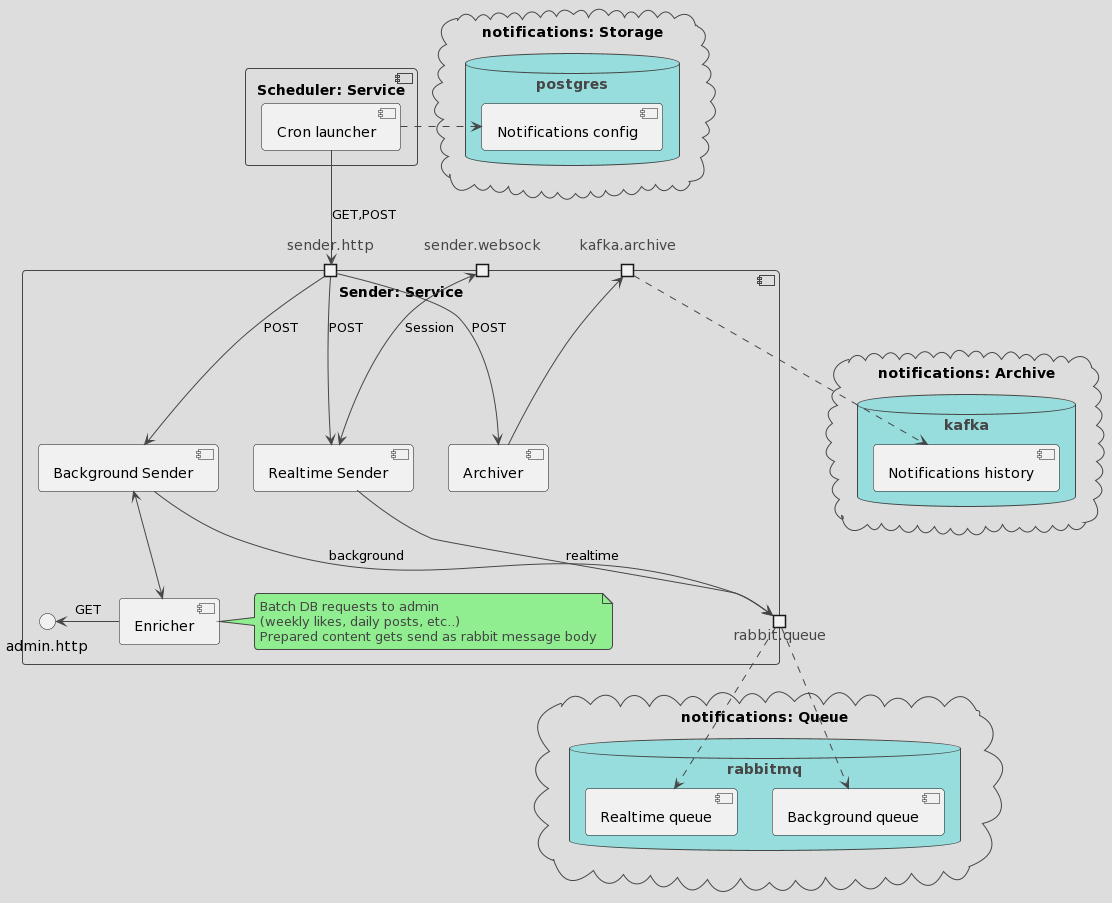 notifications: Storage
postgres
Scheduler: Service
Cron launcher
Notifications config
GET,POST
sender.http
sender.websock
kafka.archive
Sender: Service
POST
POST
Session
POST
notifications: Archive
kafka
Background Sender
Realtime Sender
Archiver
Notifications history
background
realtime
GET
Enricher
admin.http
Batch DB requests to admin
(weekly likes, daily posts, etc..)
Prepared content gets send as rabbit message body
rabbit.queue
notifications: Queue
rabbitmq
Realtime queue
Background queue